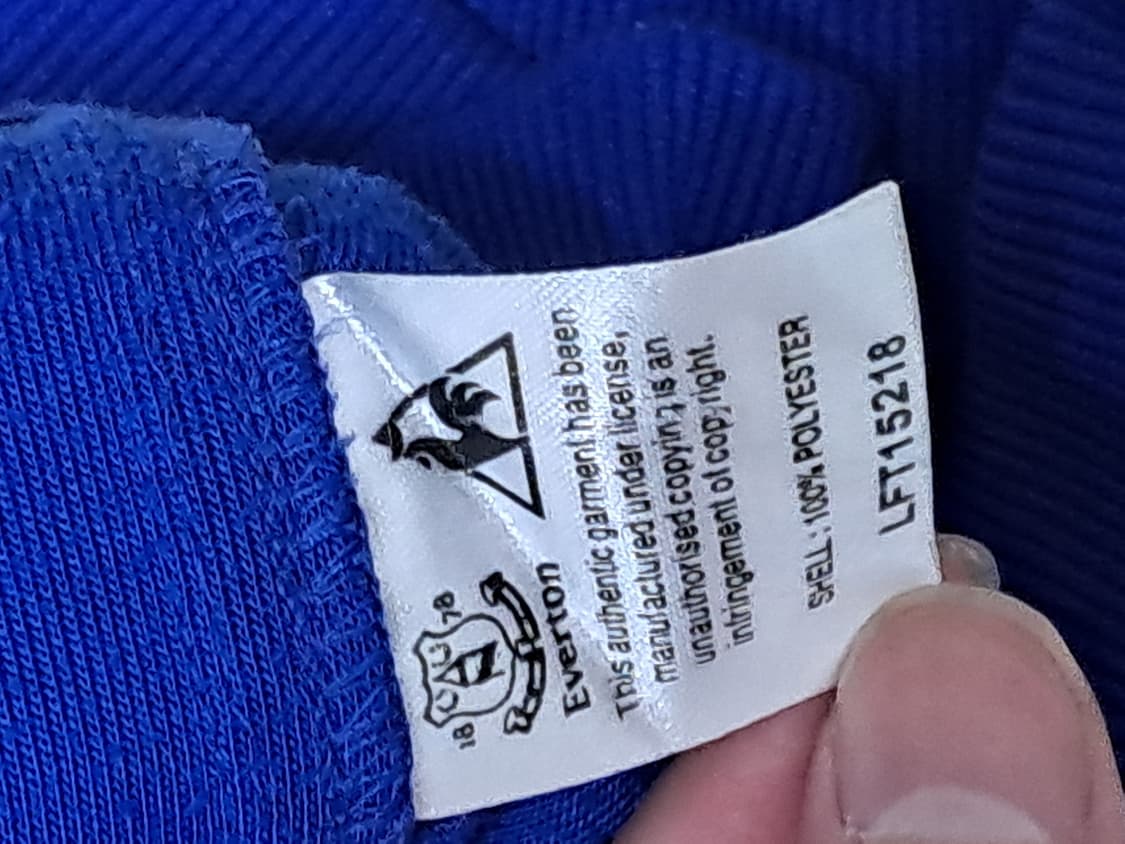 18 78
Everton
This authentic garment has been
manufactured under license,
unauthorised copying is an
infringement of copyright.
SHELL: 100% POLYESTER
LFT15218